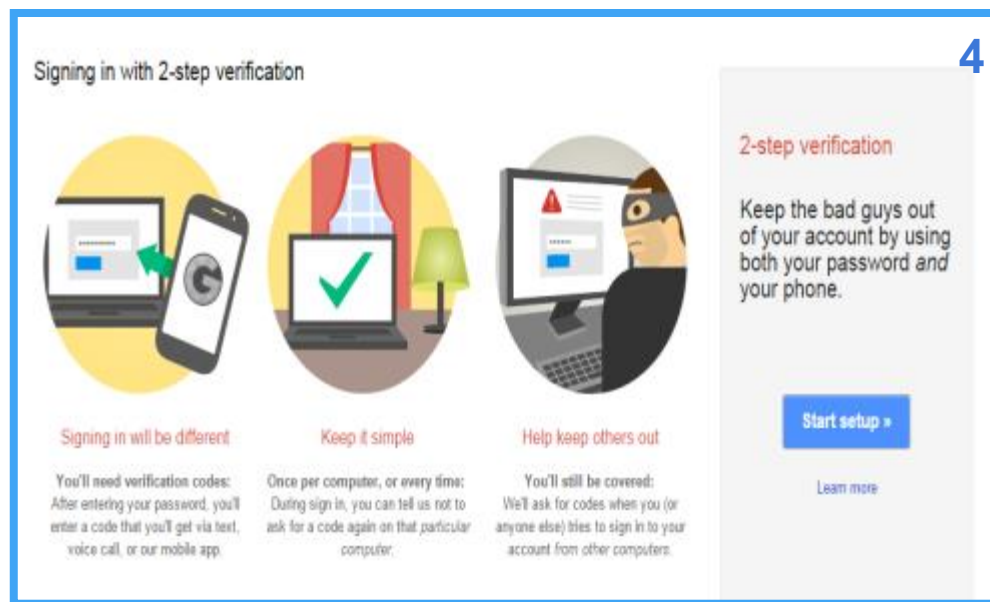 4
Signing in with 2-step verification
Signing in will be different
You'll need verification codes:
After entering your password, you'll
enter a code that you'll get via text,
voice call, or our mobile app.
Keep it simple
Once per computer, or every time:
During sign in, you can tell us not to
ask for a code again on that particular
computer.
Help keep others out
You'll still be covered:
We'll ask for codes when you (or
anyone else) tries to sign in to your
account from other computers.
2-step verification
Keep the bad guys out
of your account by using
both your password and
your phone.
Start setup »
Learn more
G